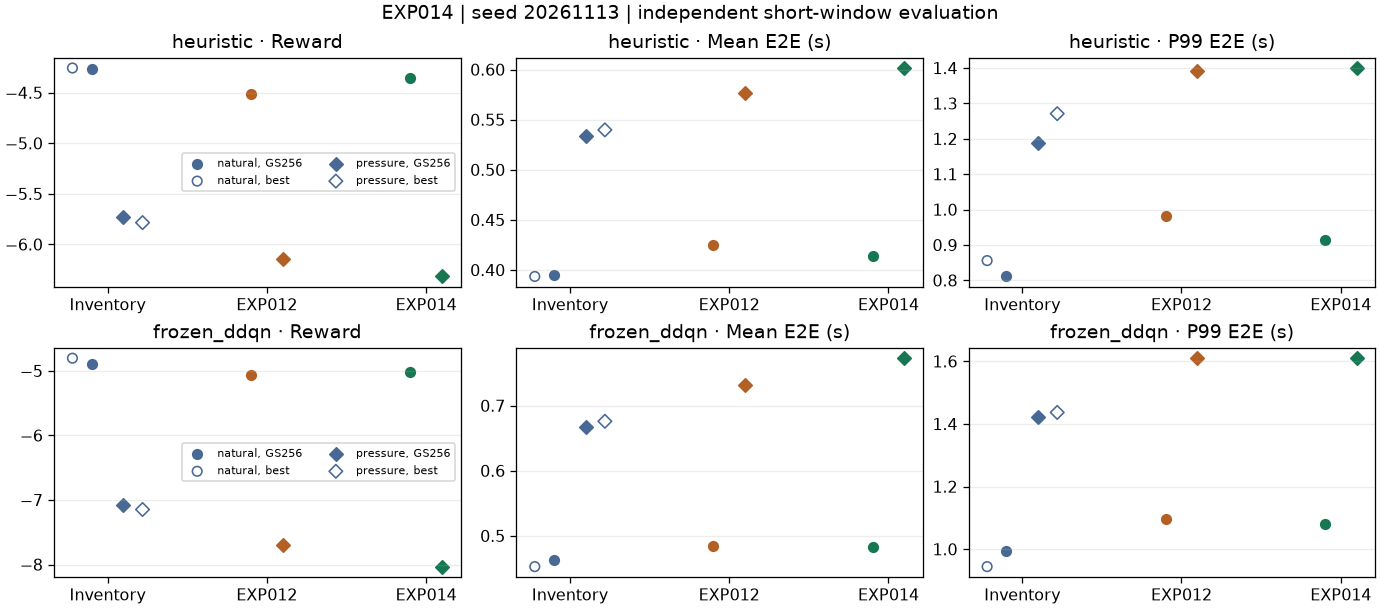 EXP014 | seed 20261113 | independent short-window evaluation
heuristic · Reward
−4.5
−5.0
−5.5
−6.0
natural, GS256
natural, best
pressure, GS256
pressure, best
Inventory
EXP012
EXP014
heuristic · Mean E2E (s)
0.60
0.55
0.50
0.45
0.40
Inventory
EXP012
EXP014
heuristic · P99 E2E (s)
1.4
1.3
1.2
1.1
1.0
0.9
0.8
Inventory
EXP012
EXP014
frozen_ddqn · Reward
−5
−6
−7
−8
natural, GS256
natural, best
pressure, GS256
pressure, best
Inventory
EXP012
EXP014
frozen_ddqn · Mean E2E (s)
0.7
0.6
0.5
Inventory
EXP012
EXP014
frozen_ddqn · P99 E2E (s)
1.6
1.4
1.2
1.0
Inventory
EXP012
EXP014